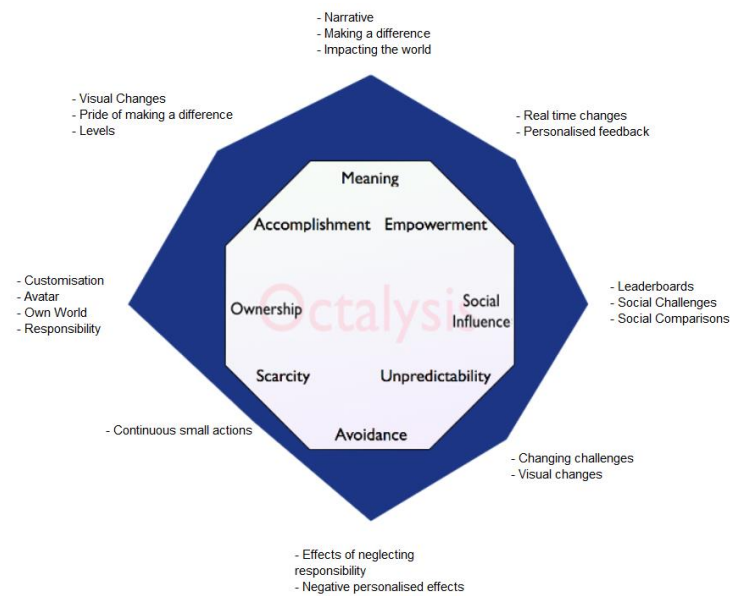 - Narrative
- Making a difference
- Impacting the world
- Visual Changes
- Pride of making a difference
- Levels
- Real time changes
- Personalised feedback
Meaning
Accomplishment
Empowerment
- Customisation
- Avatar
- Own World
- Responsibility
Ownership
Octalysis
Social
Influence
- Leaderboards
- Social Challenges
- Social Comparisons
Scarcity
Unpredictability
- Continuous small actions
Avoidance
- Changing challenges
- Visual changes
- Effects of neglecting
responsibility
- Negative personalised effects